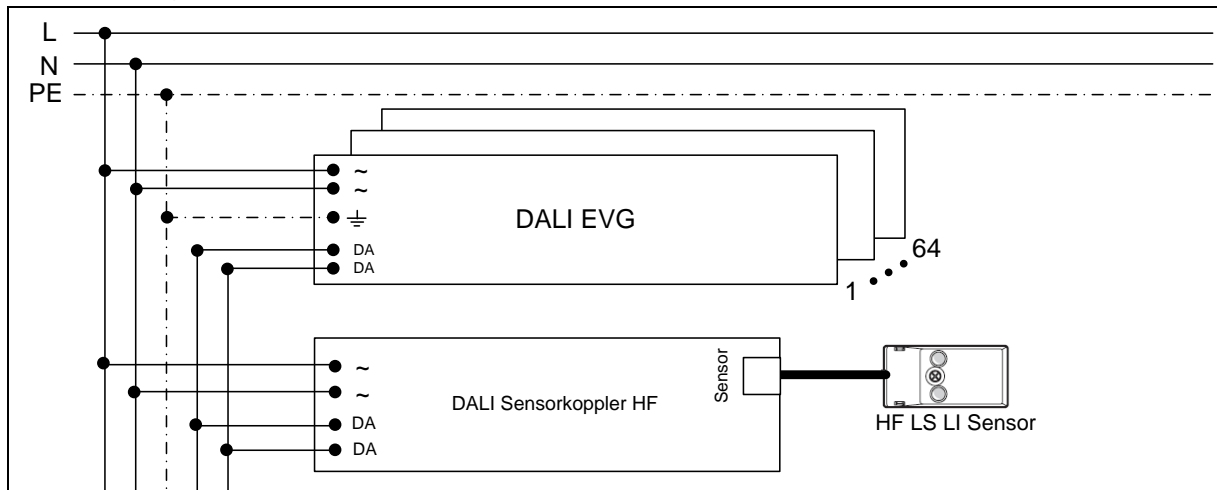 L
N
PE
~
~
DALI EVG
DA
DA
64
1
~
~
DALI Sensorkoppler HF
Sensor
DA
DA
HF LS LI Sensor